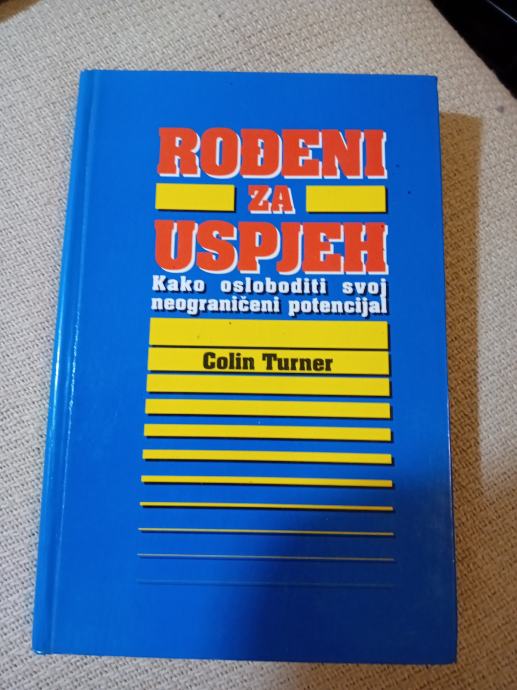 ROĐENI
ZA
USPJEH
Kako osloboditi svoj
neograničeni potencijal
Colin Turner